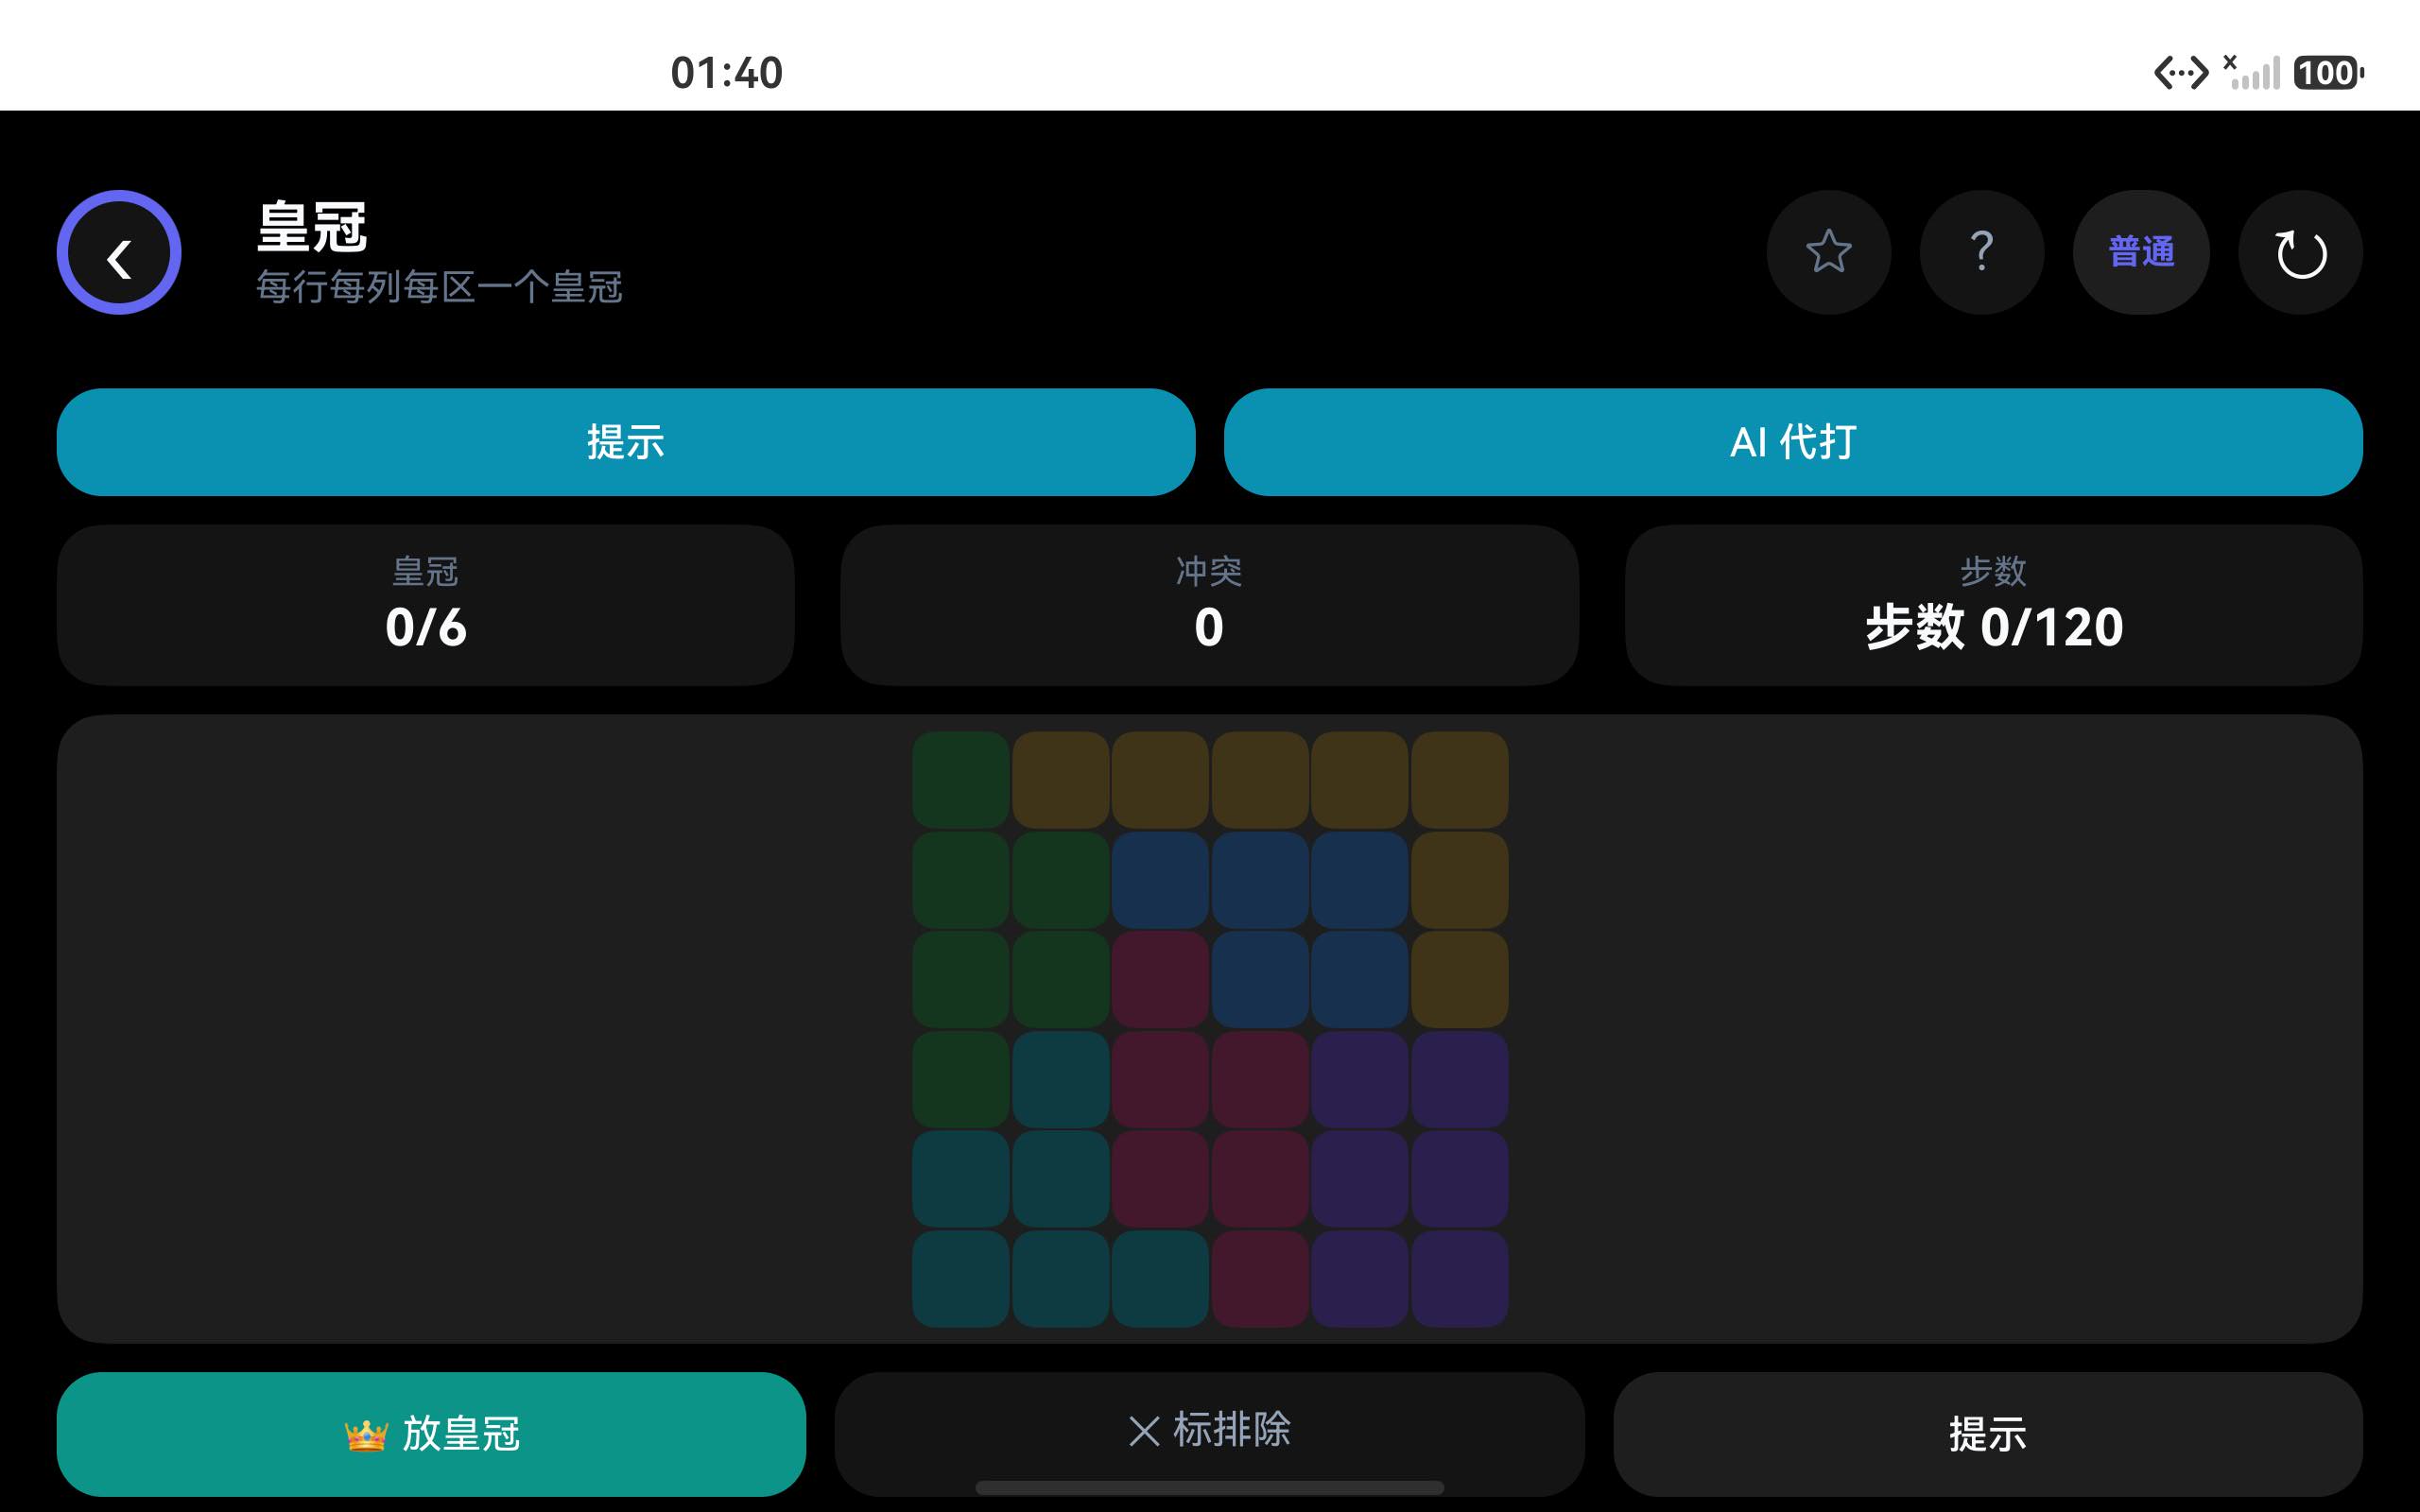 01:40
100
皇冠
每行每列每区一个皇冠
?
普通
提示
AI 代打
皇冠
0/6
冲突
0
步数
步数 0/120
放皇冠
× 标排除
提示